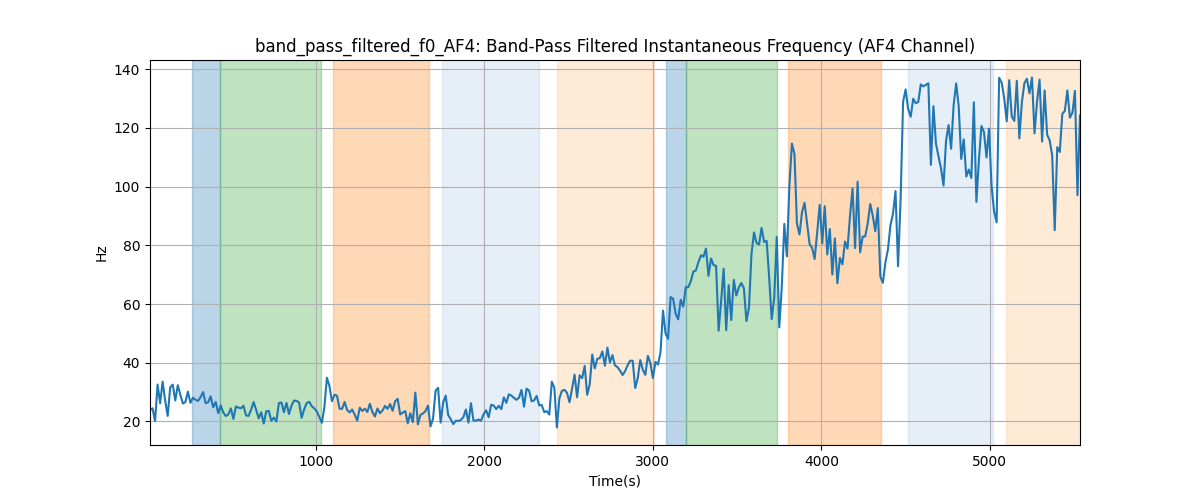 band_pass_filtered_f0_AF4: Band-Pass Filtered Instantaneous Frequency (AF4 Channel)
140
120
100
80
60
40
20
Hz
1000 2000 3000 4000 5000
Time(s)